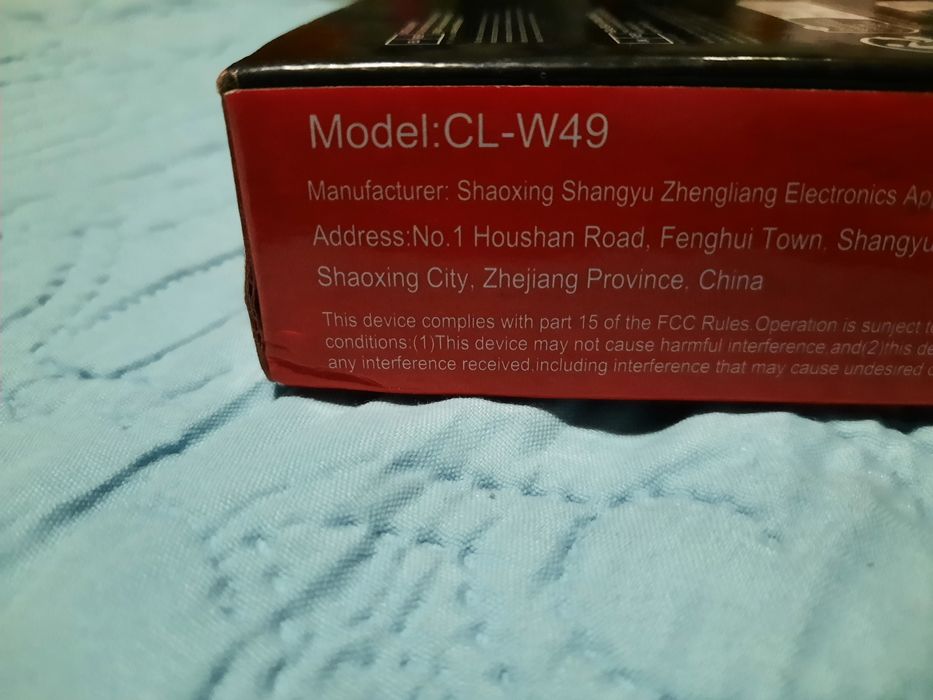 Model:CL-W49
Manufacturer: Shaoxing Shangyu Zhengliang Electronics
Address:No.1 Houshan Road, Fenghui Town, Shangyu
Shaoxing City, Zhejiang Province, China
This device complies with part 15 of the FCC Rules.Operation is sunject
conditions:(1)This device may not cause harmful interference,and(2)this
any interference received,including interference that may cause undesired